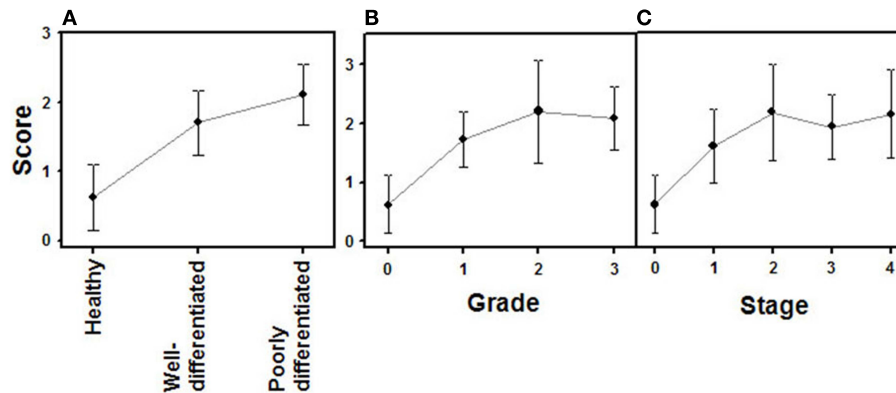 A
B
C
Score
3
2
1
0
Healthy
Well-
differentiated
Poorly
differentiated
3
2
1
0
0 1 2 3
Grade
0 1 2 3 4
Stage